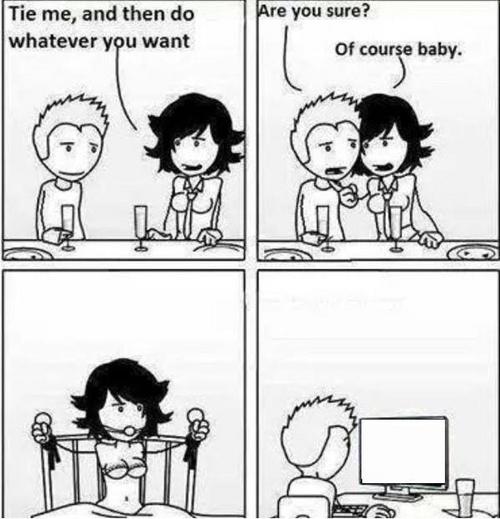 Tie me, and then do
whatever you want
Are you sure?
Of course baby.